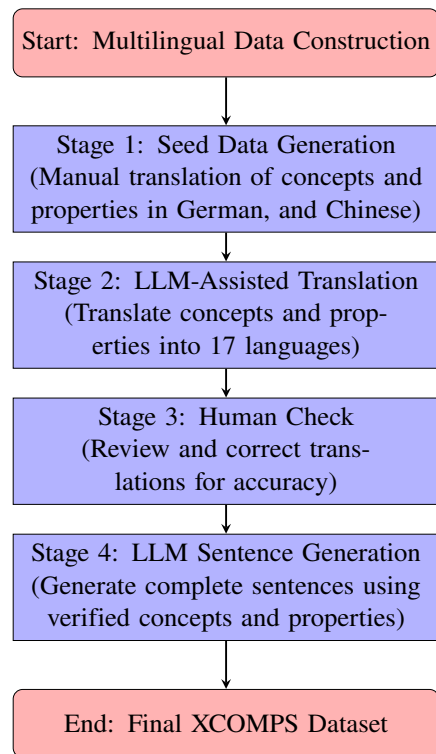 Start: Multilingual Data Construction
Stage 1: Seed Data Generation
(Manual translation of concepts and
properties in German, and Chinese)
Stage 2: LLM-Assisted Translation
(Translate concepts and prop-
erties into 17 languages)
Stage 3: Human Check
(Review and correct trans-
lations for accuracy)
Stage 4: LLM Sentence Generation
(Generate complete sentences using
verified concepts and properties)
End: Final XCOMPS Dataset